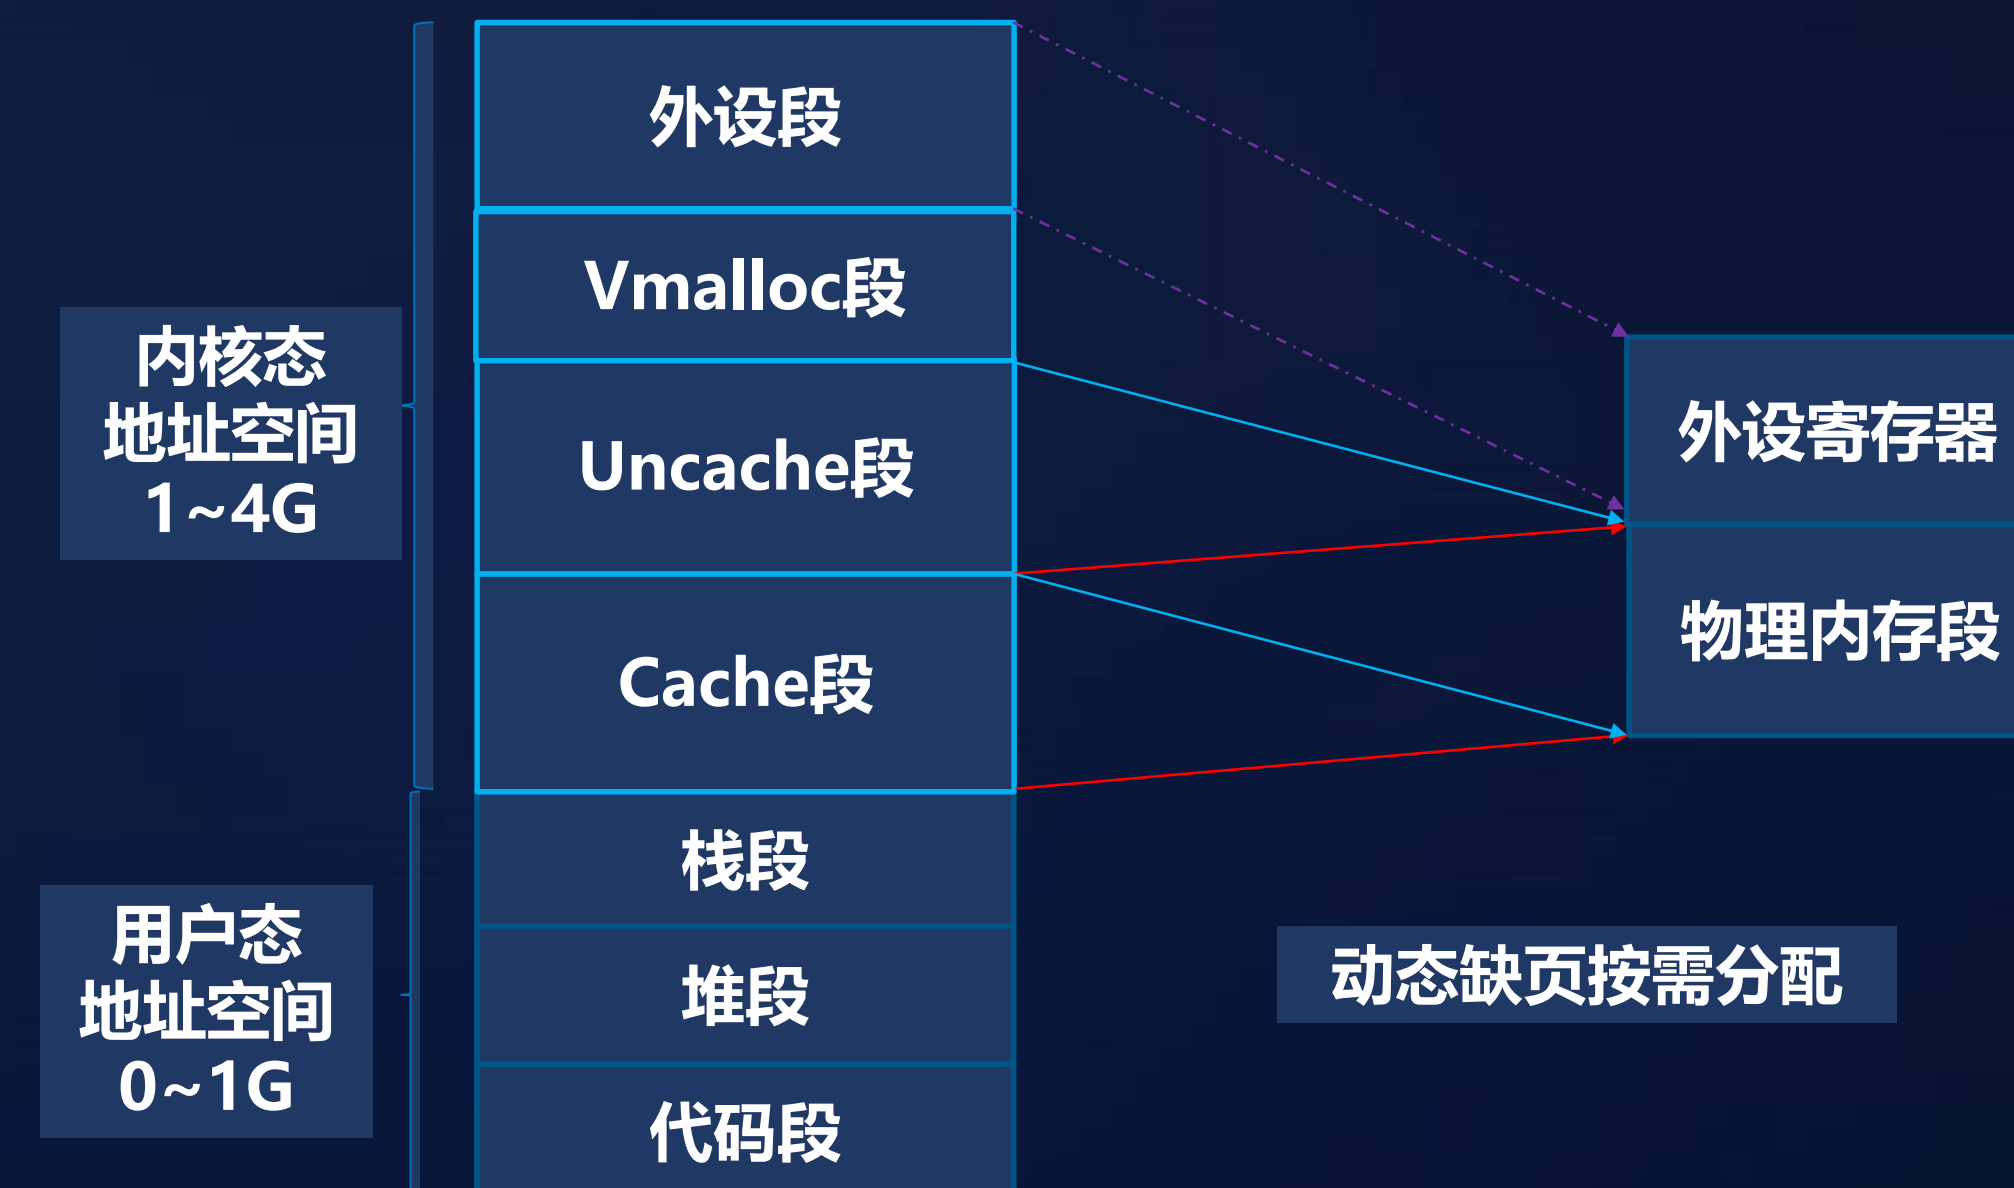 外设段
Vmalloc段
内核态
地址空间
1~4G
外设寄存器
Uncache段
物理内存段
Cache段
栈段
用户态
地址空间
0~1G
动态缺页按需分配
堆段
代码段